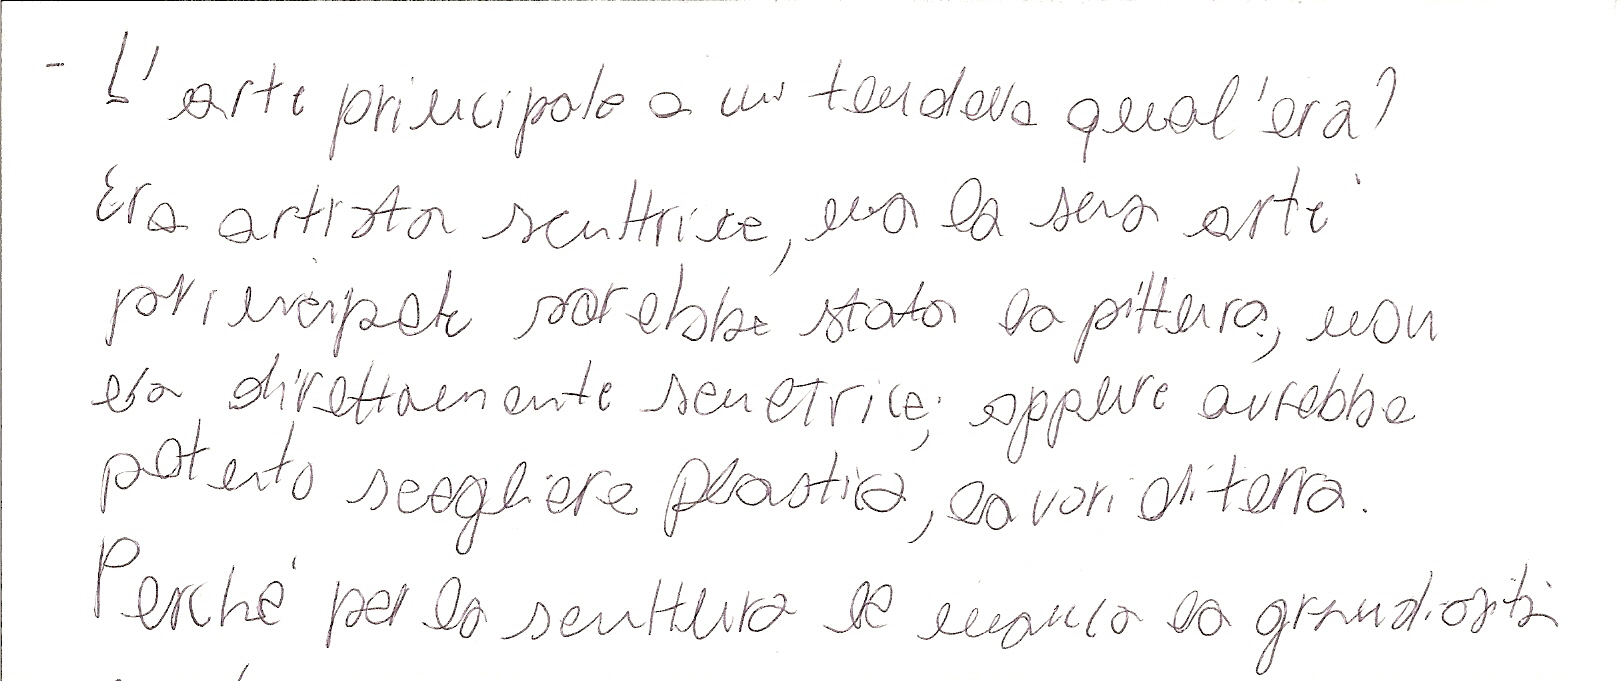 - L'arte principale a cui tendeva qual'era?
Era artista scultrice, ma la sua arte
principale sarebbe stata la pittura, non
era direttamente scultrice; oppure avrebbe
potuto scegliere plastica, lavori di terra.
Perché per la scultura le manca la grandiosità